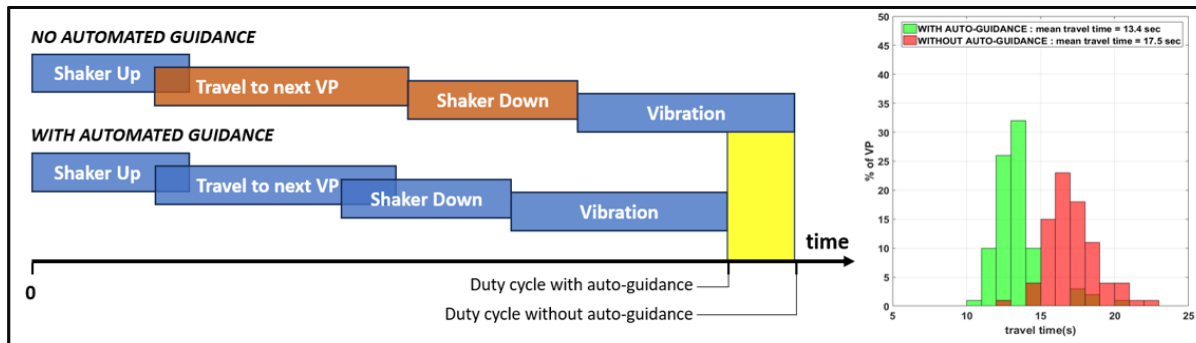 NO AUTOMATED GUIDANCE
Shaker Up
Travel to next VP
Shaker Down
Vibration
WITH AUTOMATED GUIDANCE
Shaker Up
Travel to next VP
Shaker Down
Vibration
time
0
Duty cycle with auto-guidance
Duty cycle without auto-guidance
WITH AUTO-GUIDANCE : mean travel time = 13.4 sec
WITHOUT AUTO-GUIDANCE : mean travel time = 17.5 sec
% of VP
50
45
40
35
30
25
20
15
10
5
0
5 10 15 20 25
travel time(s)